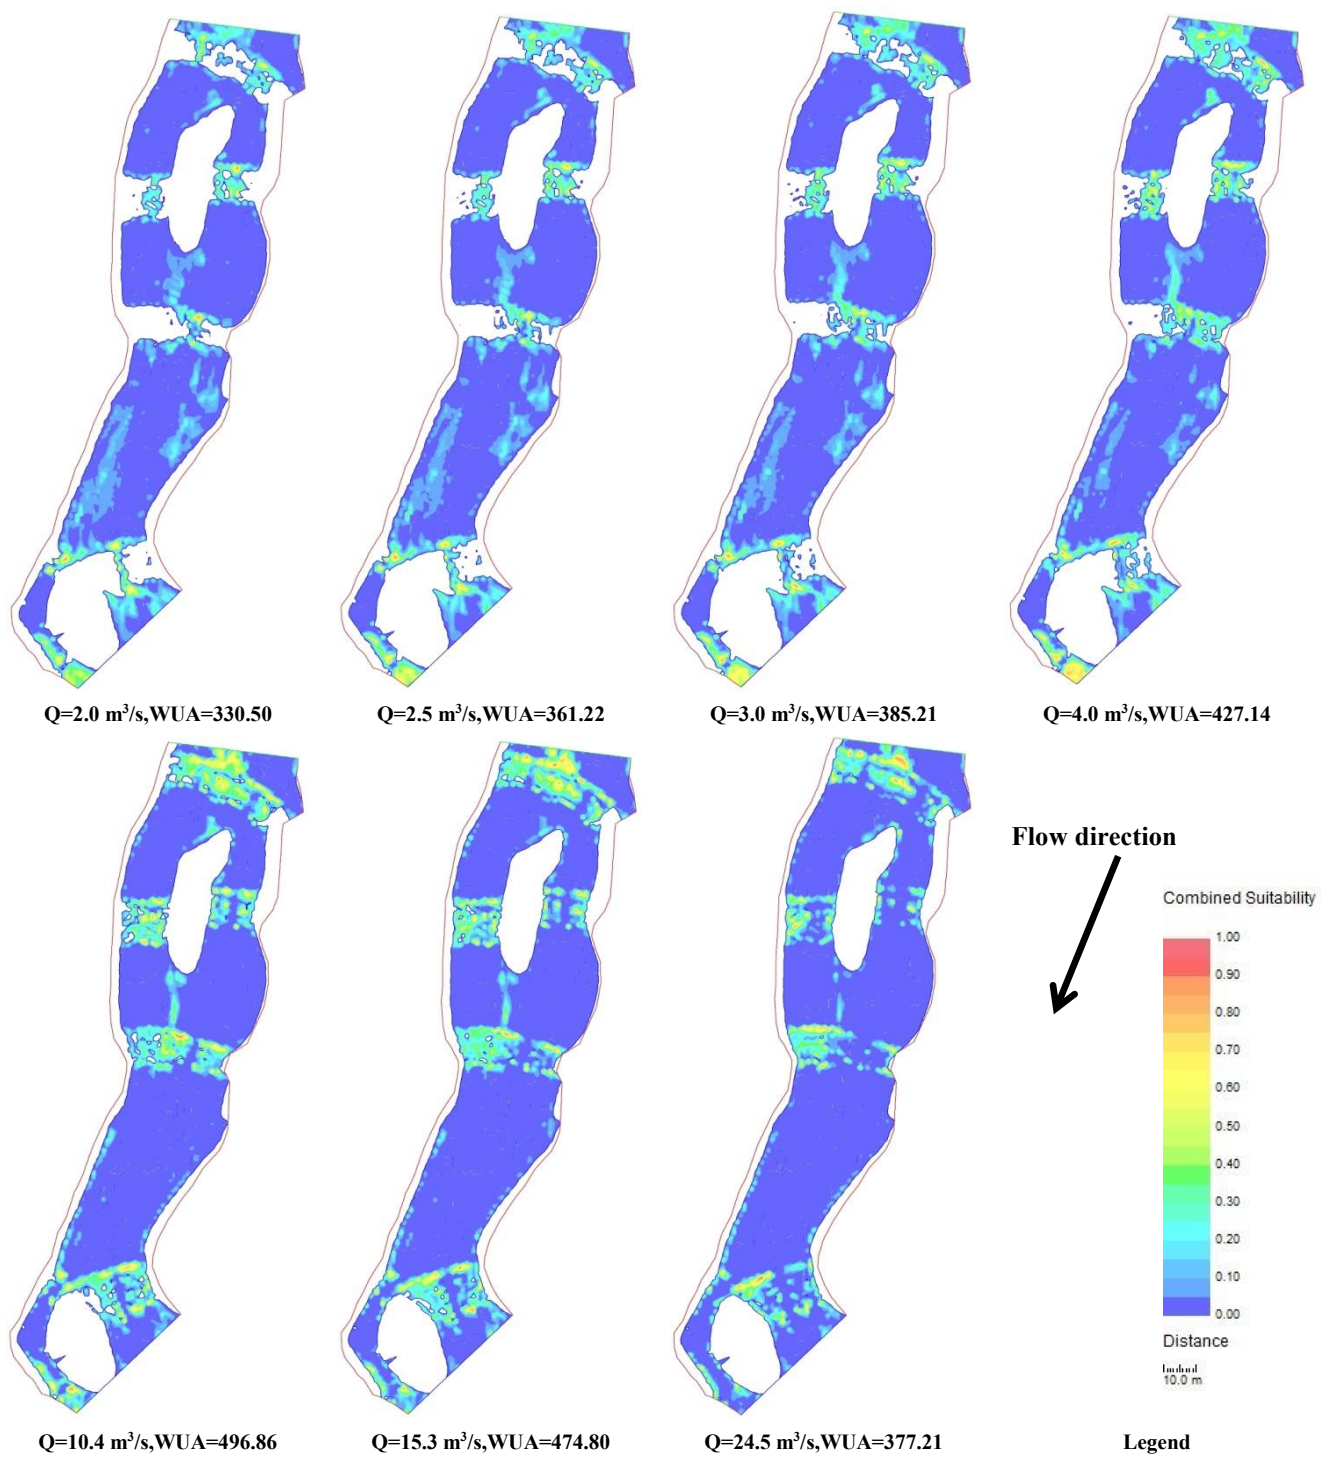 Q=2.0 m³/s,WUA=330.50
Q=2.5 m³/s,WUA=361.22
Q=3.0 m³/s,WUA=385.21
Q=4.0 m³/s,WUA=427.14
Flow direction
Combined Suitability
1.00
0.90
0.80
0.70
0.60
0.50
0.40
0.30
0.20
0.10
0.00
Distance
10.0 m
Q=10.4 m³/s,WUA=496.86
Q=15.3 m³/s,WUA=474.80
Q=24.5 m³/s,WUA=377.21
Legend